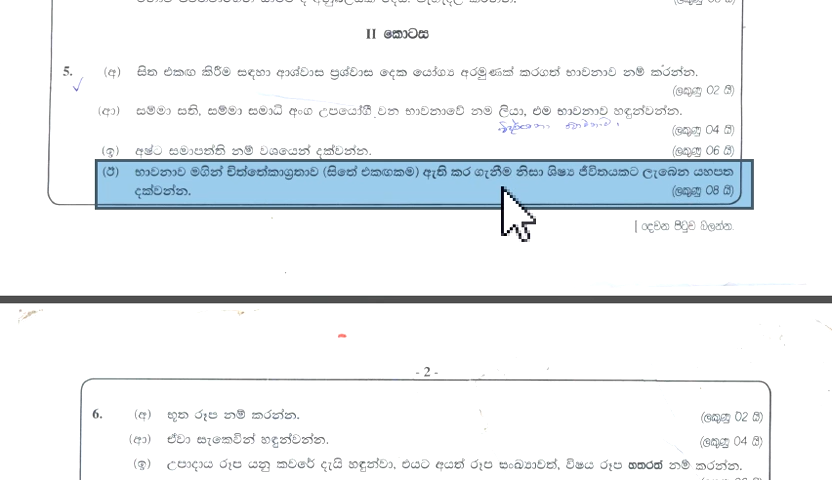 II කොටස
5. (අ) සිත එකඟ කිරීම සඳහා ආශ්වාස ප්‍රශ්වාස දෙක යෝග්‍ය අරමුණක් කරගත් භාවනාව නම් කරන්න.
(ලකුණු 02 යි)
(ආ) සම්මා සති, සම්මා සමාධි අංග උපයෝගී වන භාවනාවේ නම ලියා, එම භාවනාව හඳුන්වන්න.
භාවනාව.
(ලකුණු 04 යි)
(ඉ) අෂ්ට සමාපත්ති නම් වශයෙන් දක්වන්න. (ලකුණු 06 යි)
(ඊ) භාවනාව මගින් චිත්තේකාග්‍රතාව (සිතේ එකඟකම) ඇති කර ගැනීම නිසා ශිෂ්‍ය ජීවිතයකට ලැබෙන යහපත
දක්වන්න. (ලකුණු 08 යි)
| දෙවන පිටුව බලන්න.
- 2 -
6. (අ) භූත රූප නම් කරන්න. (ලකුණු 02 යි)
(ආ) ඒවා සැකෙවින් හඳුන්වන්න. (ලකුණු 04 යි)
(ඉ) උපාදාය රූප යනු කවරේ දැයි හඳුන්වා, එයට අයත් රූප සංඛ්‍යාවත්, විෂය රූප හතරත් නම් කරන්න.